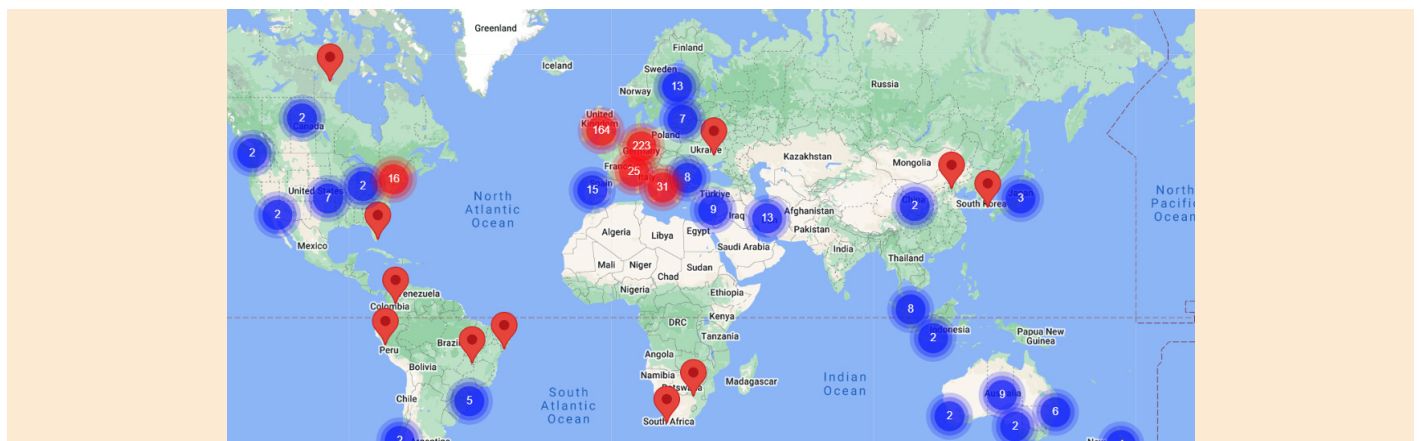 Greenland
Iceland
Finland
Sweden
13
Norway
Russia
2
Canada
United
Kingdom
164
7
Poland
223
Germany
Ukraine
2
Kazakhstan
Mongolia
16
2
United States
7
25
France
31
8
15
Spain
Italy
Türkiye
North
Atlantic
Ocean
2
Mexico
9
Iraq
13
Afghanistan
Pakistan
2
South Korea
3
Japan
North
Pacific
Ocean
Algeria
Libya
Egypt
Saudi Arabia
India
Mali
Niger
Chad
Sudan
Thailand
Nigeria
Ethiopia
Venezuela
Colombia
8
Indonesia
2
Papua New
Guinea
DRC
Kenya
Tanzania
Peru
Brazil
Bolivia
Angola
Namibia
Botswana
Madagascar
Indian
Ocean
Chile
5
South
Atlantic
Ocean
South Africa
9
Australia
2
6
2
2
Argentina